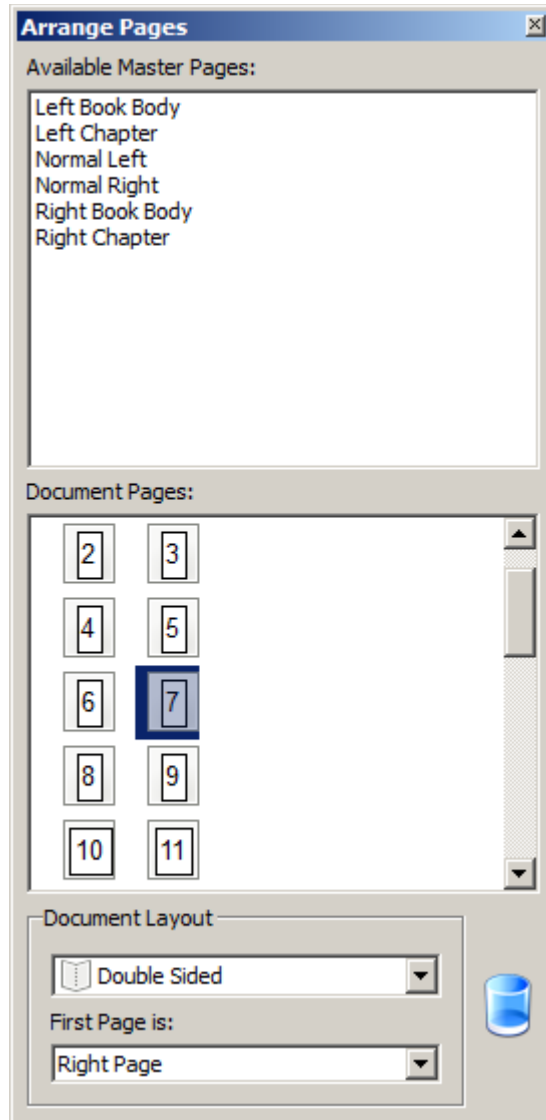 Arrange Pages
Available Master Pages:
Left Book Body
Left Chapter
Normal Left
Normal Right
Right Book Body
Right Chapter
Document Pages:
2 3
4 5
6 7
8 9
10 11
Document Layout
Double Sided
First Page is:
Right Page